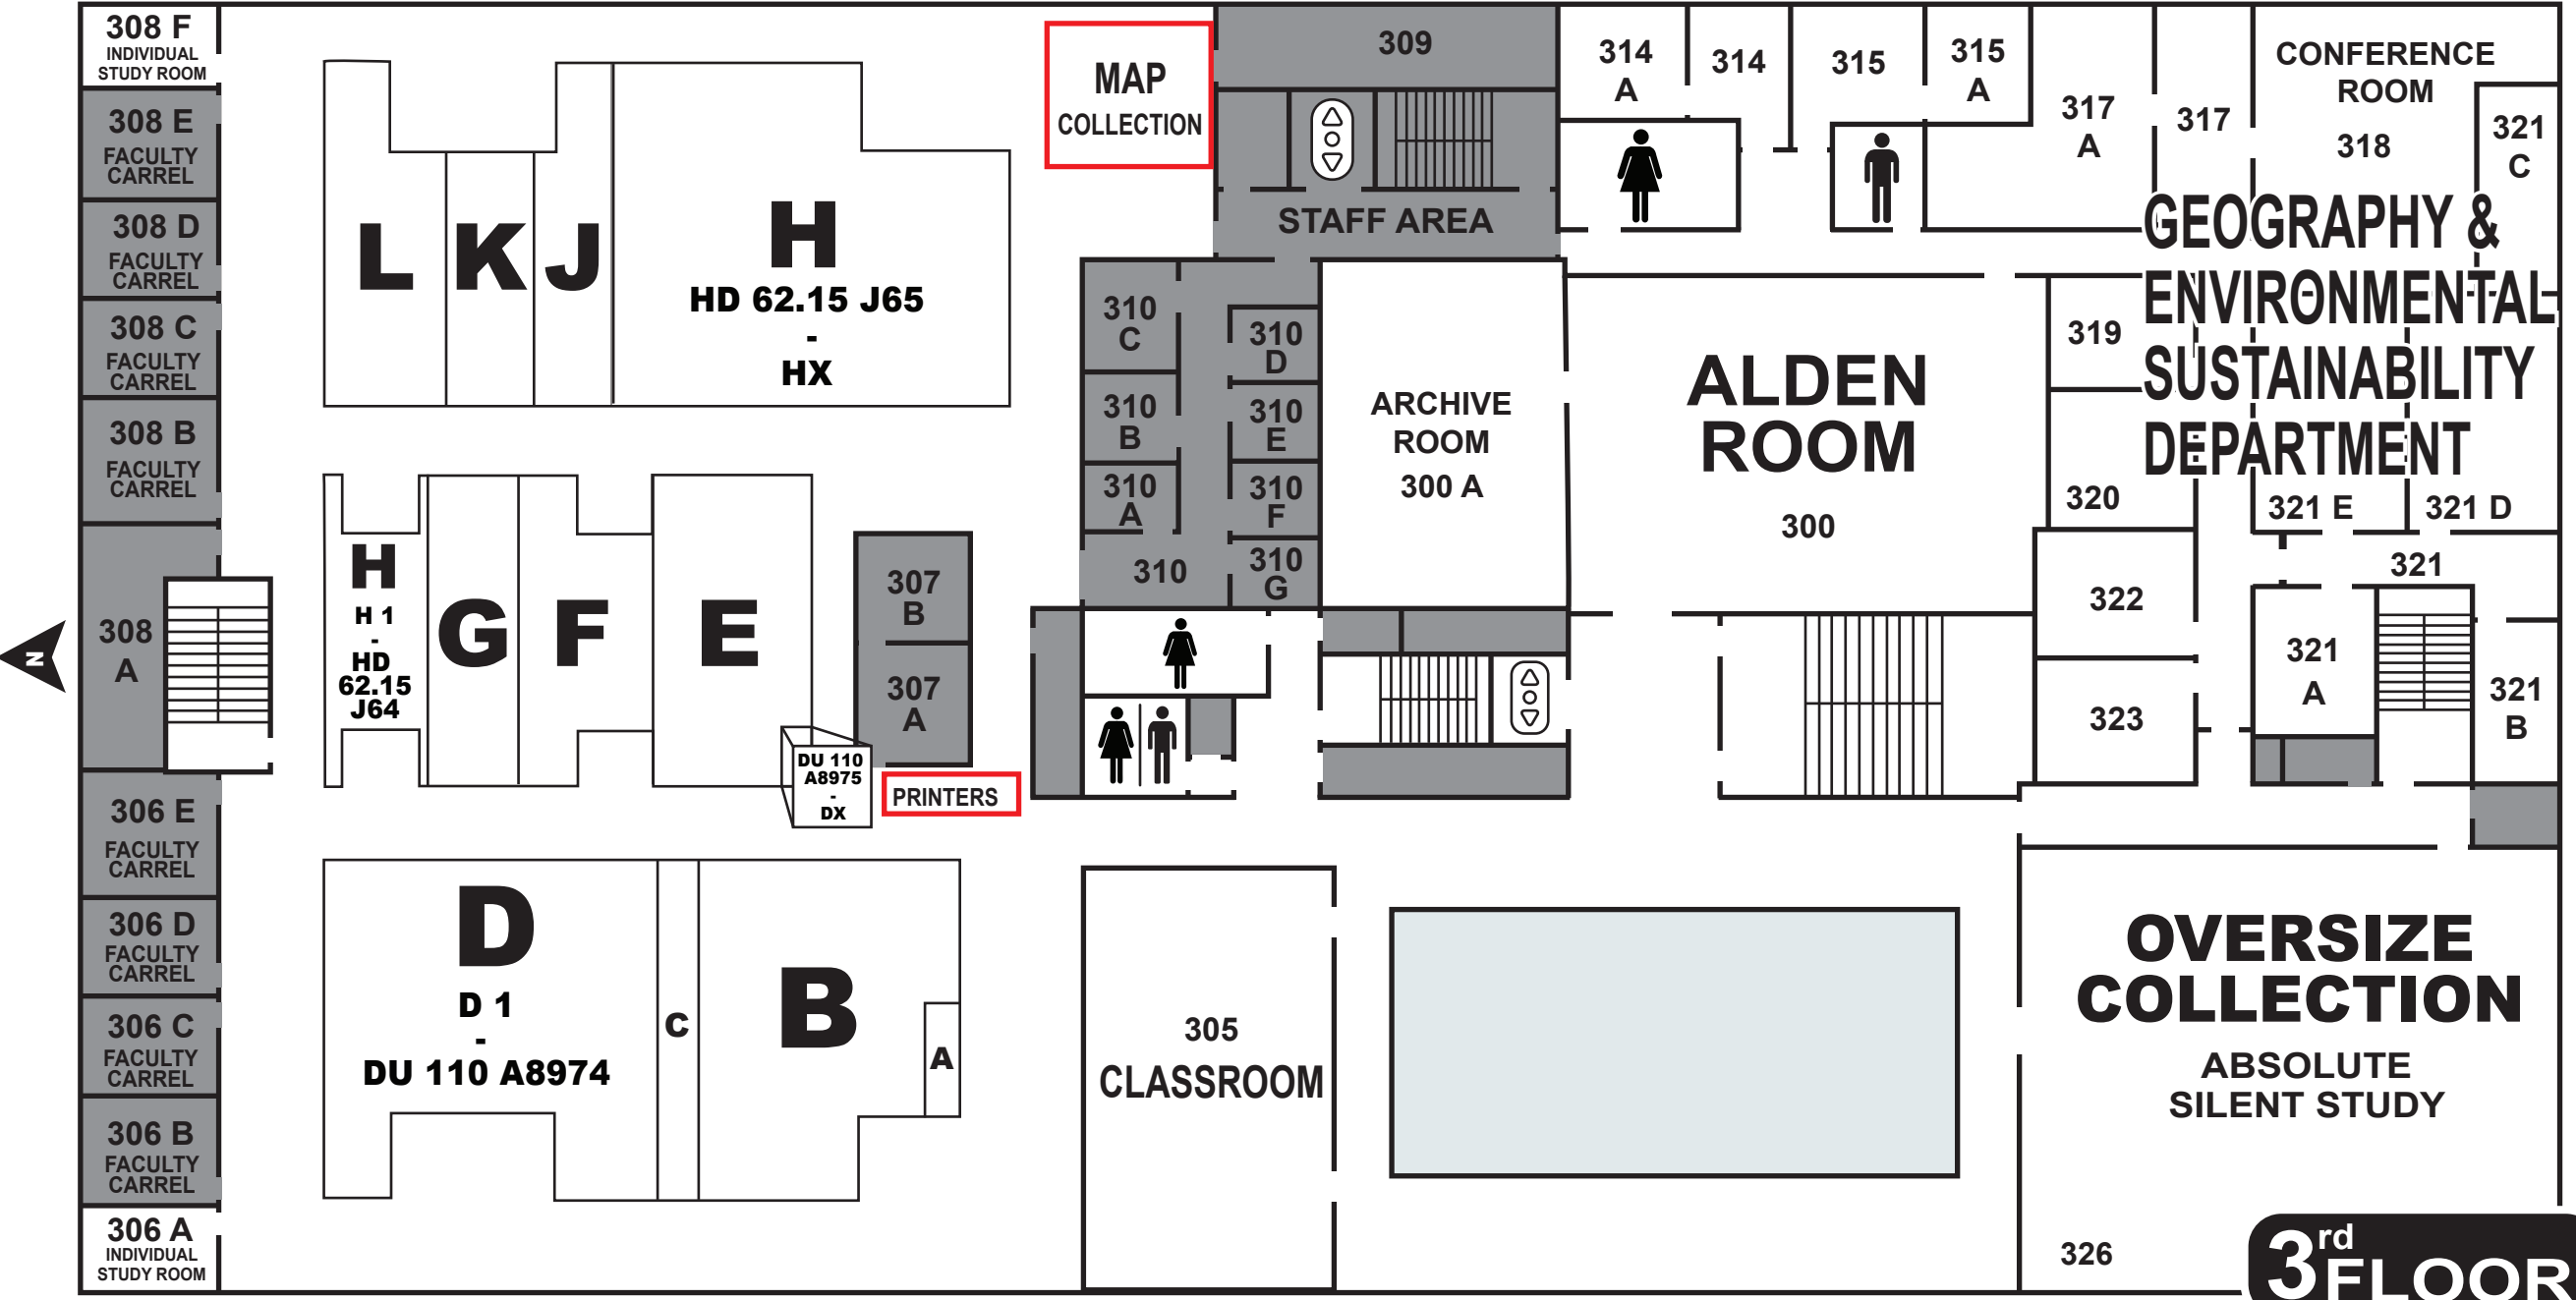 308 F
INDIVIDUAL
STUDY ROOM
308 E
FACULTY
CARREL
308 D
FACULTY
CARREL
308 C
FACULTY
CARREL
308 B
FACULTY
CARREL
308
A
N
306 E
FACULTY
CARREL
306 D
FACULTY
CARREL
306 C
FACULTY
CARREL
306 B
FACULTY
CARREL
306 A
INDIVIDUAL
STUDY ROOM
L
K
J
H
HD 62.15 J65
-
HX
H
H 1
-
HD
62.15
J64
G
F
E
307
B
307
A
DU 110
A8975
-
DX
PRINTERS
D
D 1
-
DU 110 A8974
C
B
A
MAP
COLLECTION
309
STAFF AREA
310
C
310
B
310
A
310
310
D
310
E
310
F
310
G
ARCHIVE
ROOM
300 A
ALDEN
ROOM
300
305
CLASSROOM
314
A
314
315
315
A
317
A
317
CONFERENCE
ROOM
318
321
C
GEOGRAPHY &
ENVIRONMENTAL
SUSTAINABILITY
DEPARTMENT
319
320
321 E
321 D
321
322
323
321
A
321
B
OVERSIZE
COLLECTION
ABSOLUTE
SILENT STUDY
326
3rd
FLOOR